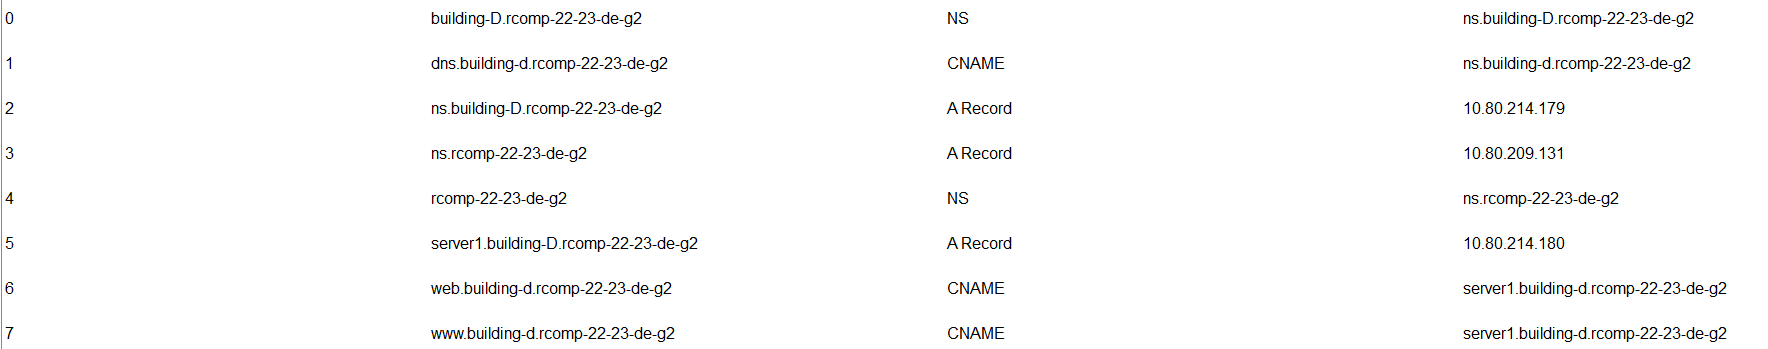 0 building-D.rcomp-22-23-de-g2 NS ns.building-D.rcomp-22-23-de-g2
1 dns.building-d.rcomp-22-23-de-g2 CNAME ns.building-d.rcomp-22-23-de-g2
2 ns.building-D.rcomp-22-23-de-g2 A Record 10.80.214.179
3 ns.rcomp-22-23-de-g2 A Record 10.80.209.131
4 rcomp-22-23-de-g2 NS ns.rcomp-22-23-de-g2
5 server1.building-D.rcomp-22-23-de-g2 A Record 10.80.214.180
6 web.building-d.rcomp-22-23-de-g2 CNAME server1.building-d.rcomp-22-23-de-g2
7 www.building-d.rcomp-22-23-de-g2 CNAME server1.building-d.rcomp-22-23-de-g2